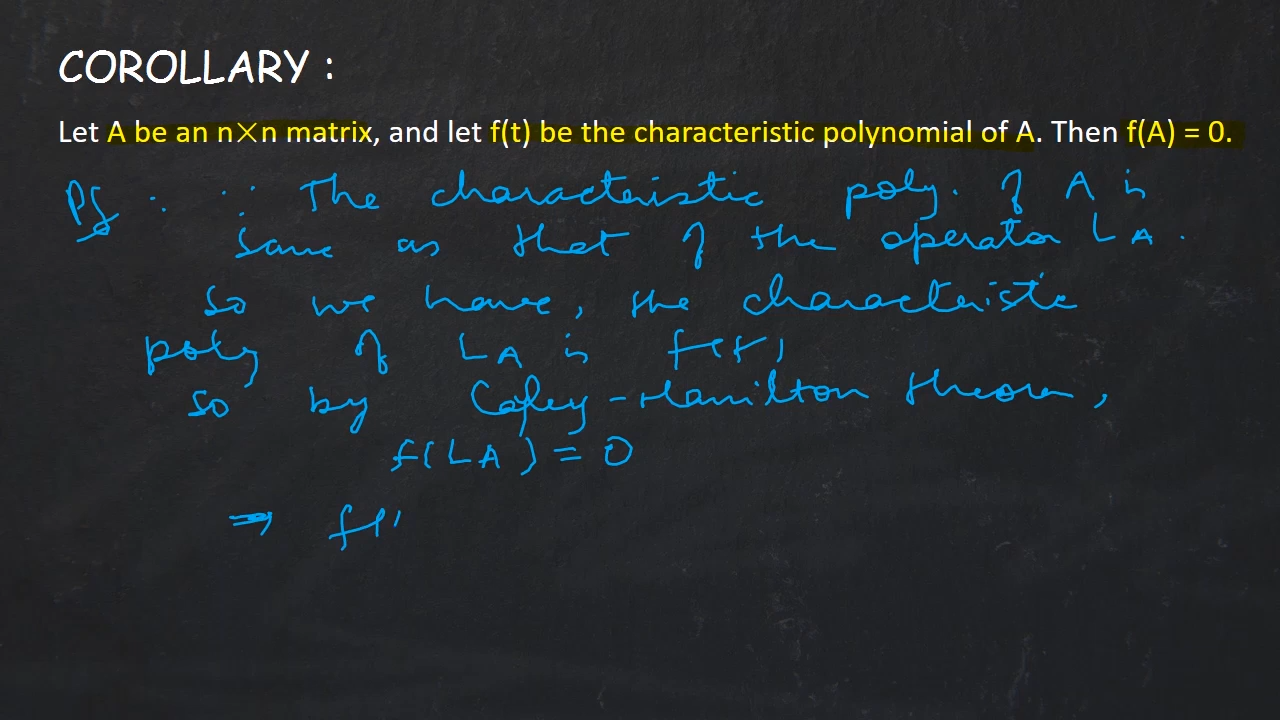 COROLLARY :
Let A be an n×n matrix, and let f(t) be the characteristic polynomial of A. Then f(A) = 0.
Pf : ∵ The characteristic poly. of A is
same as that of the operator LA.
so we have, the characteristic
poly of LA is f(t)
so by Cayley-Hamilton theorem,
f(LA) = 0
⇒ f(